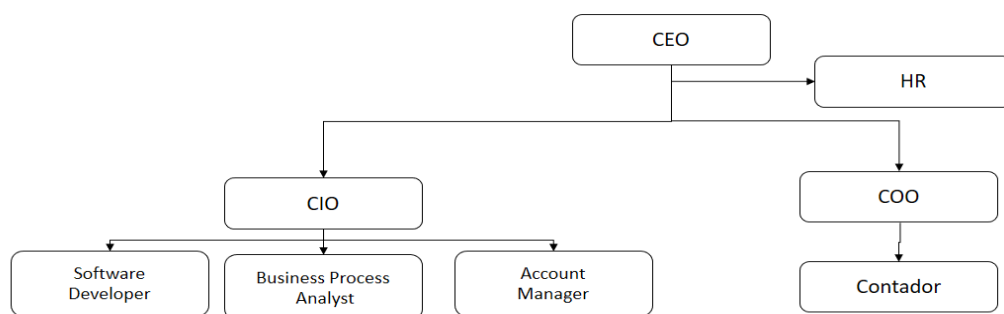 CEO
HR
CIO
COO
Software
Developer
Business Process
Analyst
Account
Manager
Contador